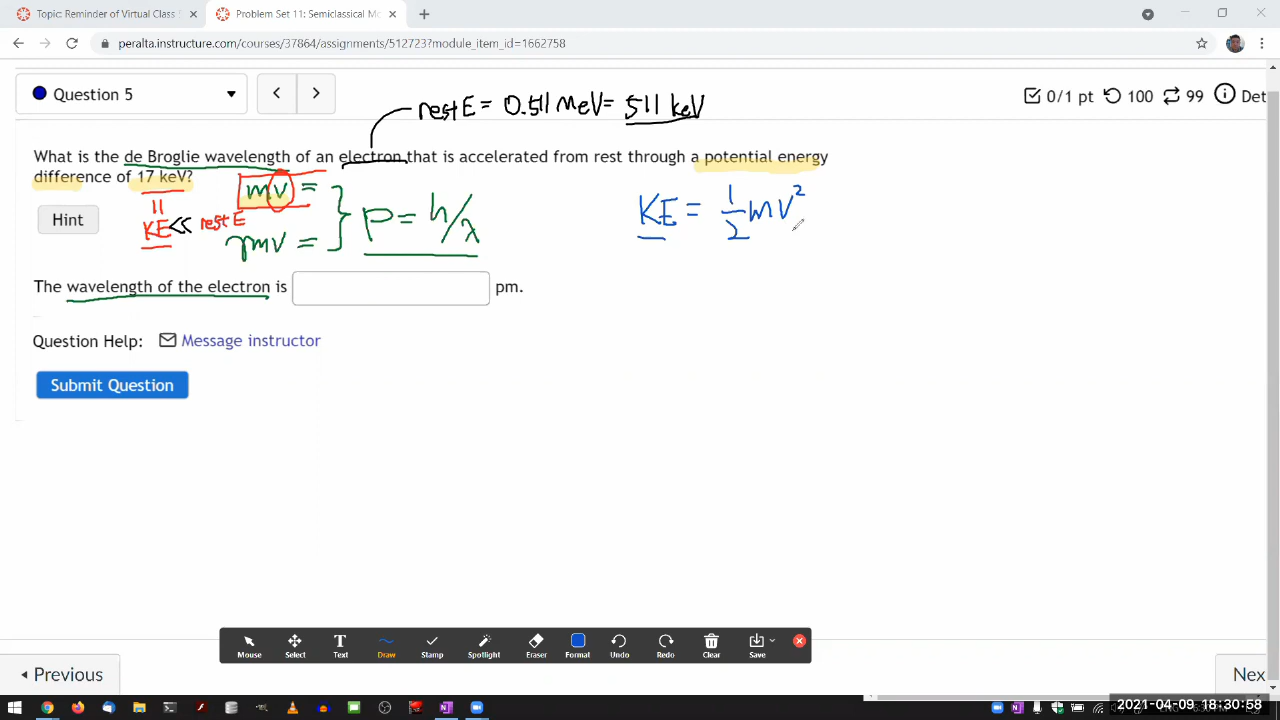 Topic: Reminder of Virtual Class
Problem Set 11: Semiclassical Mo
peralta.instructure.com/courses/37864/assignments/512723?module_item_id=1662758
Question 5
0/1 pt 100 99 Det
rest E = 0.511 MeV = 511 keV
What is the de Broglie wavelength of an electron that is accelerated from rest through a potential energy
difference of 17 keV?
mv =
KE = 1/2 mv²
Hint
= KE << rest E
γmv =
p = h/λ
The wavelength of the electron is pm.
Question Help: Message instructor
Submit Question
Mouse Select Text Draw Stamp Spotlight Eraser Format Undo Redo Clear Save
Previous
Nex
2021-04-09 18:30:58